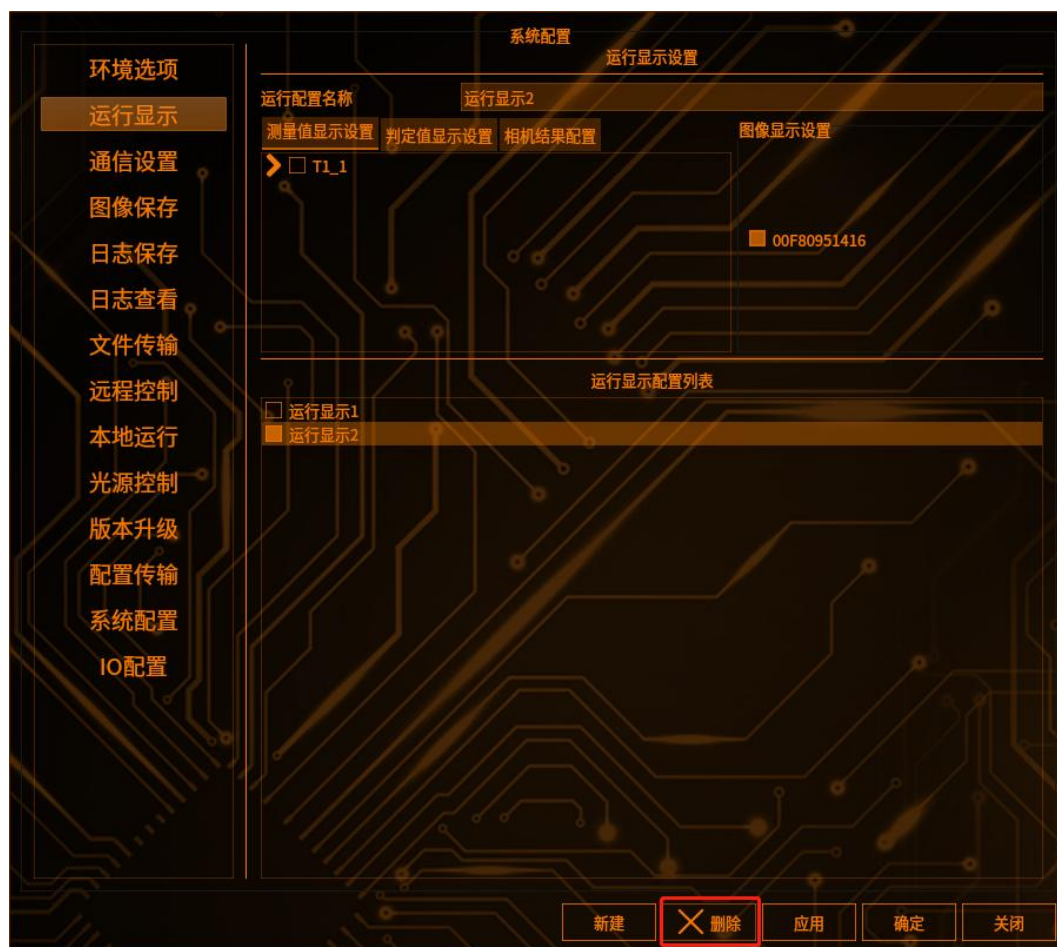 系统配置
环境选项
运行显示
通信设置
图像保存
日志保存
日志查看
文件传输
远程控制
本地运行
光源控制
版本升级
配置传输
系统配置
IO配置
运行显示设置
运行配置名称 运行显示2
测量值显示设置 判定值显示设置 相机结果配置
T1_1
图像显示设置
00F80951416
运行显示配置列表
运行显示1
运行显示2
新建 删除 应用 确定 关闭